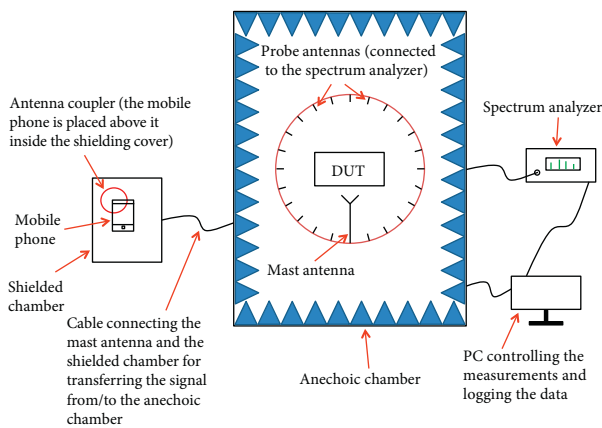 Probe antennas (connected
to the spectrum analyzer)
Antenna coupler (the mobile
phone is placed above it
inside the shielding cover)
Spectrum analyzer
DUT
Mobile
phone
Mast antenna
Shielded
chamber
Cable connecting the
mast antenna and the
shielded chamber for
transferring the signal
from/to the anechoic
chamber
Anechoic chamber
PC controlling the
measurements and
logging the data